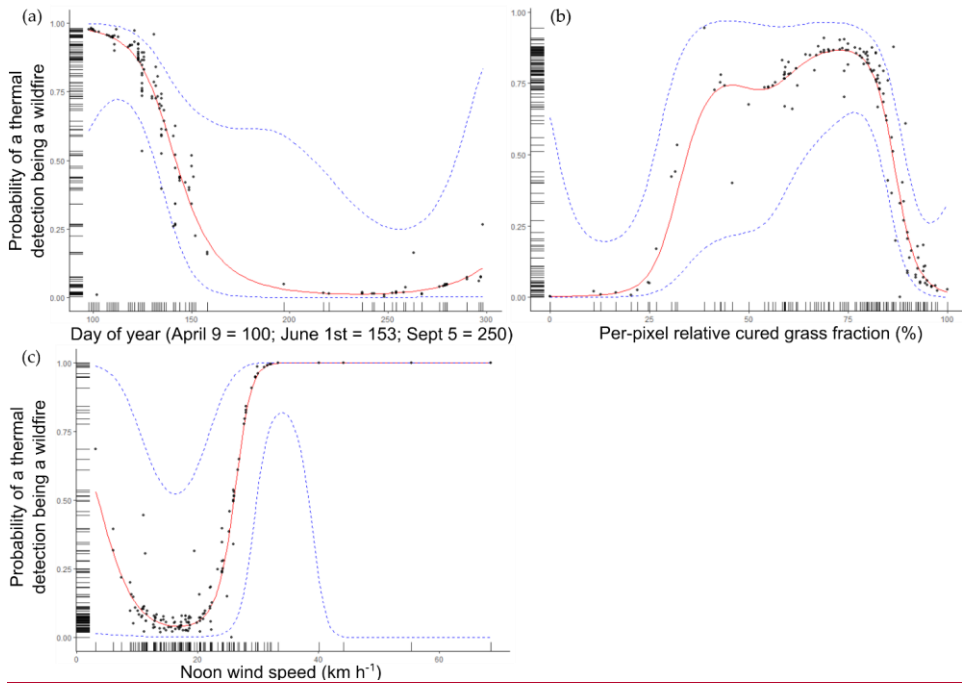 (a)
(b)
Probability of a thermal
detection being a wildfire
1.00
0.75
0.50
0.25
0.00
100
150
200
250
300
Day of year (April 9 = 100; June 1st = 153; Sept 5 = 250)
1.00
0.75
0.50
0.25
0.00
0
25
50
75
100
Per-pixel relative cured grass fraction (%)
(c)
Probability of a thermal
detection being a wildfire
1.00
0.75
0.50
0.25
0.00
0
20
40
60
Noon wind speed (km h⁻¹)